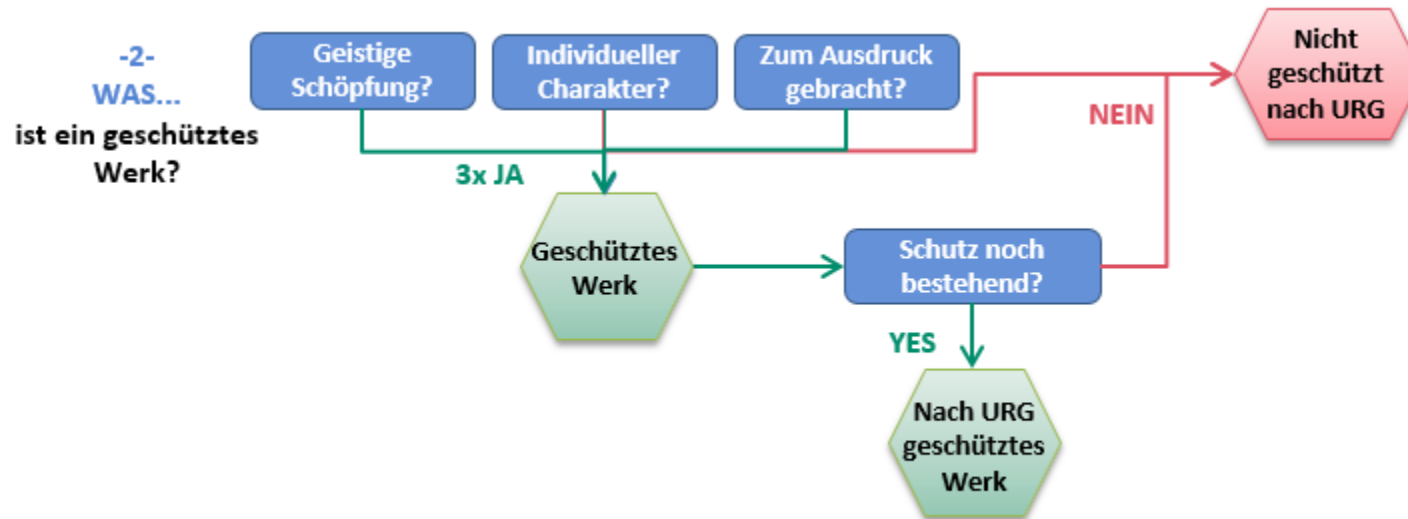 -2-
WAS...
ist ein geschütztes
Werk?
Geistige
Schöpfung?
Individueller
Charakter?
Zum Ausdruck
gebracht?
Nicht
geschützt
nach URG
NEIN
3x JA
Geschütztes
Werk
Schutz noch
bestehend?
YES
Nach URG
geschütztes
Werk